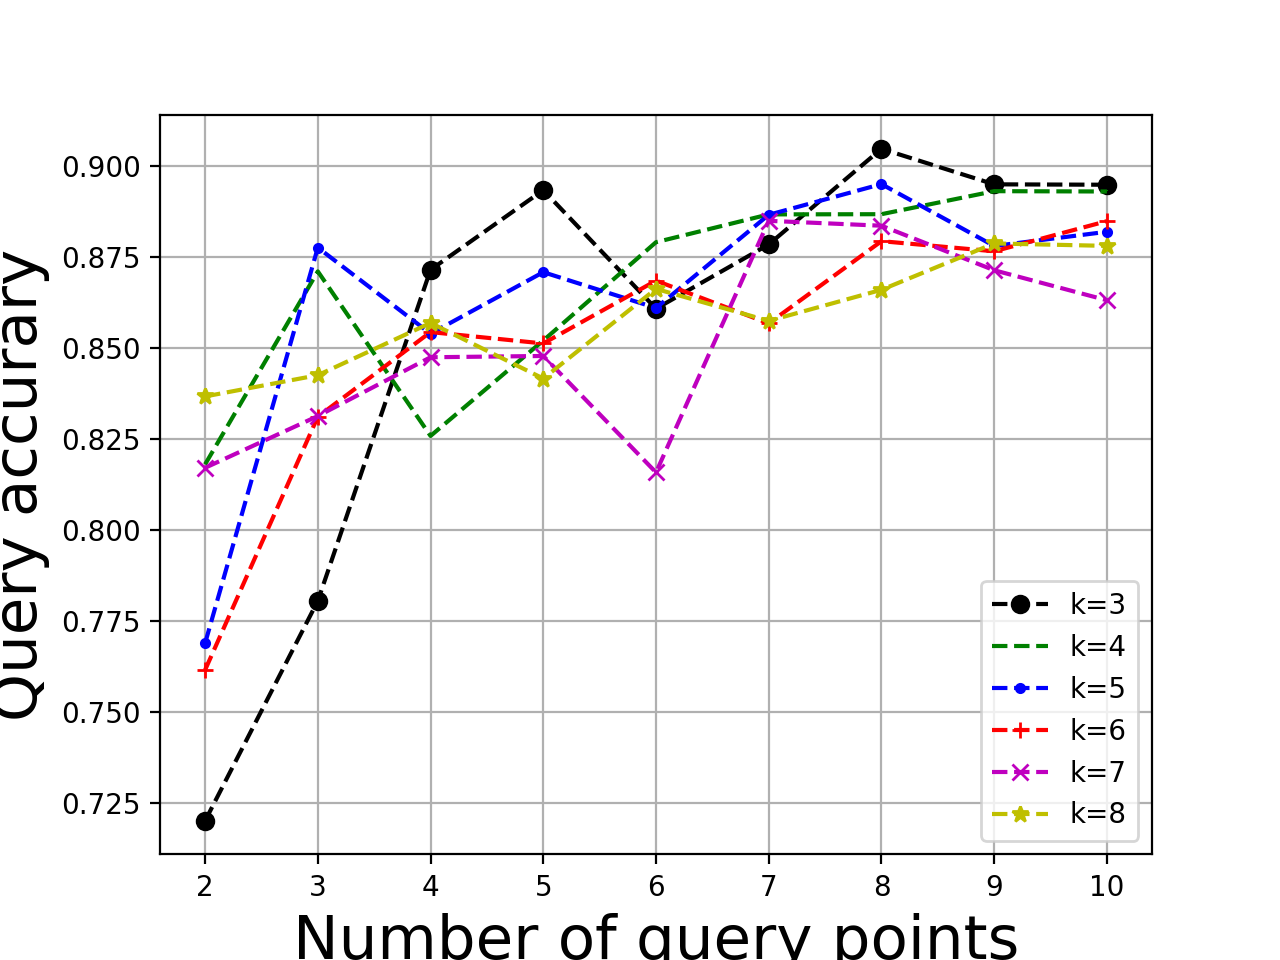 Query accurary
0.900
0.875
0.850
0.825
0.800
0.775
0.750
0.725
k=3
k=4
k=5
k=6
k=7
k=8
2 3 4 5 6 7 8 9 10
Number of query points